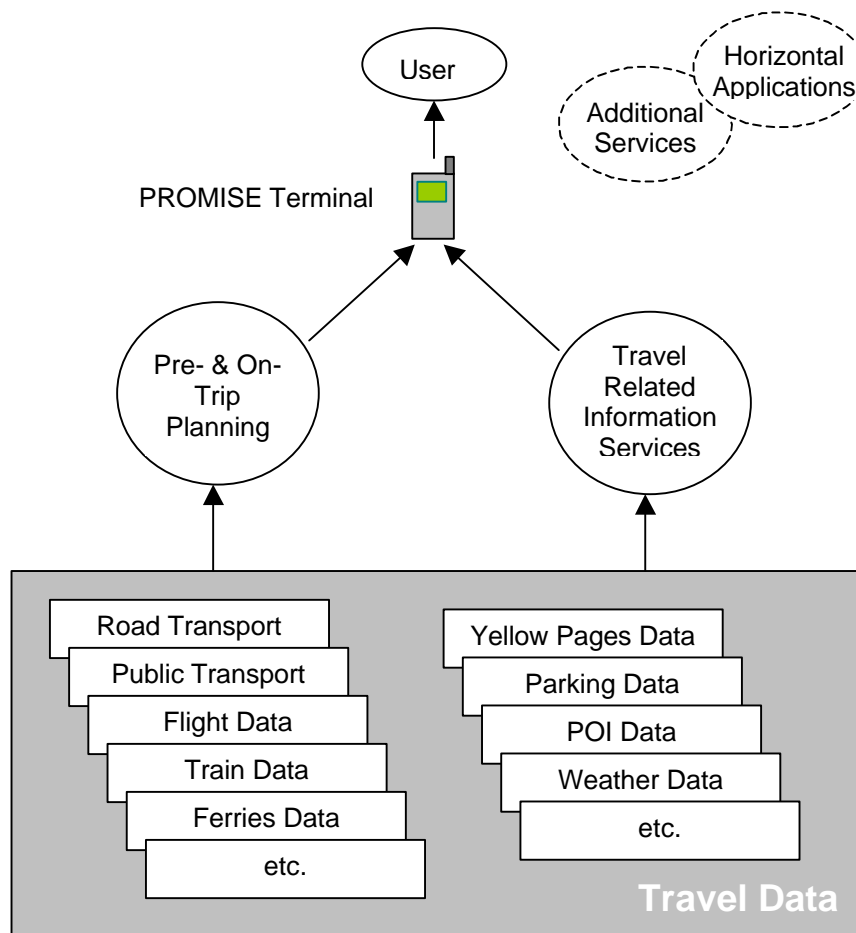 User
Horizontal
Applications
Additional
Services
PROMISE Terminal
Pre- & On-
Trip
Planning
Travel
Related
Information
Services
Road Transport
Public Transport
Flight Data
Train Data
Ferries Data
etc.
Yellow Pages Data
Parking Data
POI Data
Weather Data
etc.
Travel Data